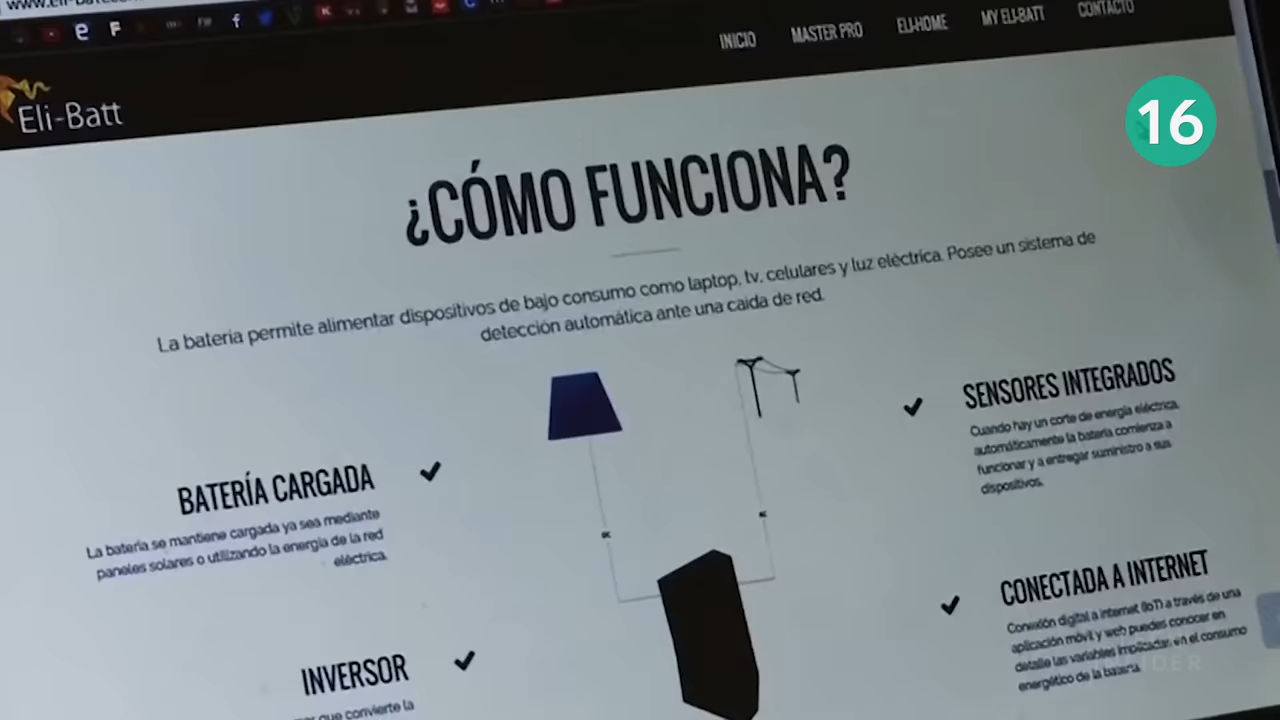 INICIO
MASTER PRO
ELI-HOME
MY ELI-BATT
CONTACTO
Eli-Batt
16
¿CÓMO FUNCIONA?
La batería permite alimentar dispositivos de bajo consumo como laptop, tv, celulares y luz eléctrica. Posee un sistema de
detección automática ante una caída de red.
BATERÍA CARGADA
La batería se mantiene cargada ya sea mediante
paneles solares o utilizando la energía de la red
eléctrica.
INVERSOR
que convierte la
SENSORES INTEGRADOS
Cuando hay un corte de energía eléctrica,
automáticamente la batería comienza a
funcionar y a entregar suministro a sus
dispositivos.
CONECTADA A INTERNET
Conexión digital a internet (IoT) a través de una
aplicación móvil y web puedes conocer en
detalle las variables implicadas en el consumo
energético de la batería.